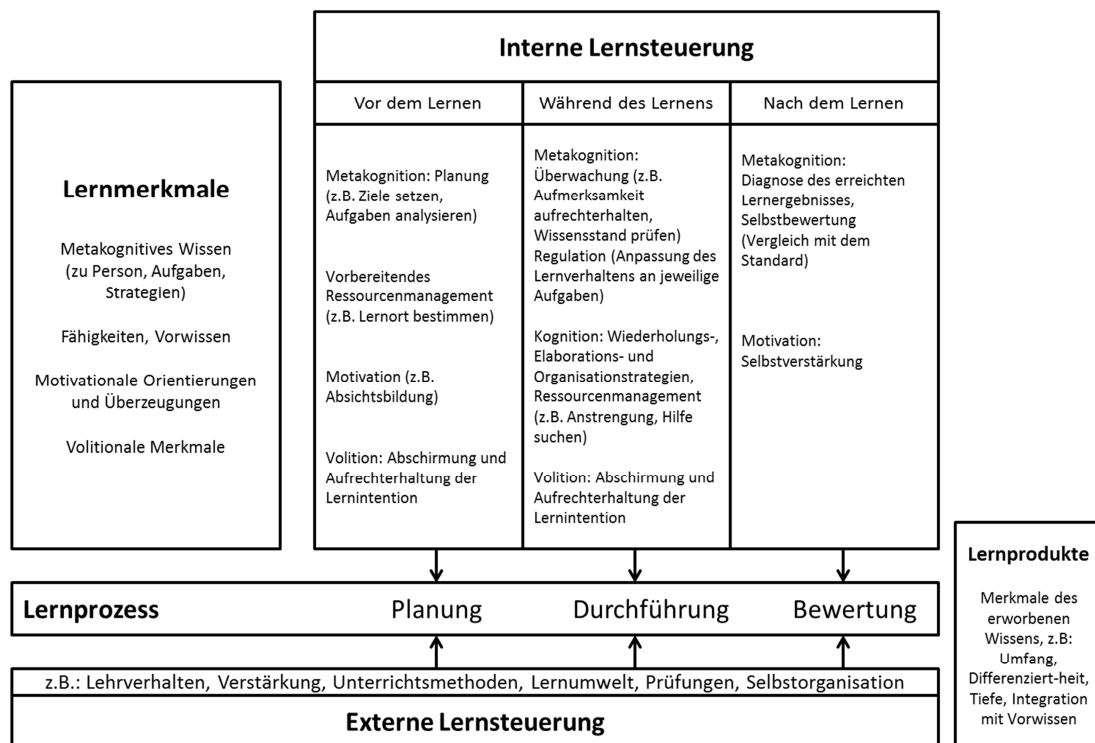 Interne Lernsteuerung
Vor dem Lernen
Während des Lernens
Nach dem Lernen
Lernmerkmale
Metakognitives Wissen
(zu Person, Aufgaben,
Strategien)
Fähigkeiten, Vorwissen
Motivationale Orientierungen
und Überzeugungen
Volitionale Merkmale
Metakognition: Planung
(z.B. Ziele setzen,
Aufgaben analysieren)
Vorbereitendes
Ressourcenmanagement
(z.B. Lernort bestimmen)
Motivation (z.B.
Absichtsbildung)
Volition: Abschirmung und
Aufrechterhaltung der
Lernintention
Metakognition:
Überwachung (z.B.
Aufmerksamkeit
aufrechterhalten,
Wissensstand prüfen)
Regulation (Anpassung des
Lernverhaltens an jeweilige
Aufgaben)
Kognition: Wiederholungs-,
Elaborations- und
Organisationstrategien,
Ressourcenmanagement
(z.B. Anstrengung, Hilfe
suchen)
Volition: Abschirmung und
Aufrechterhaltung der
Lernintention
Metakognition:
Diagnose des erreichten
Lernergebnisses,
Selbstbewertung
(Vergleich mit dem
Standard)
Motivation:
Selbstverstärkung
Lernprozess
Planung
Durchführung
Bewertung
z.B.: Lehrverhalten, Verstärkung, Unterrichtsmethoden, Lernumwelt, Prüfungen, Selbstorganisation
Externe Lernsteuerung
Lernprodukte
Merkmale des
erworbenen
Wissens, z.B:
Umfang,
Differenziert-heit,
Tiefe, Integration
mit Vorwissen